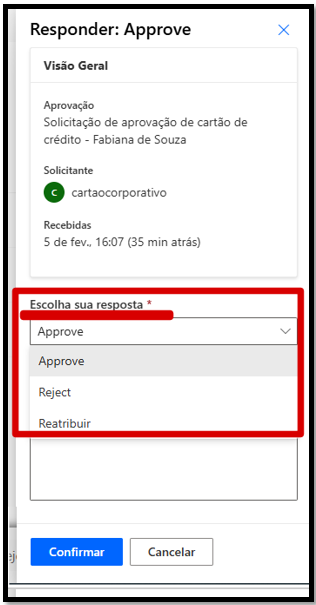 Responder: Approve
Visão Geral
Aprovação
Solicitação de aprovação de cartão de
crédito - Fabiana de Souza
Solicitante
C cartaocorporativo
Recebidas
5 de fev., 16:07 (35 min atrás)
Escolha sua resposta *
Approve
Approve
Reject
Reatribuir
Confirmar Cancelar